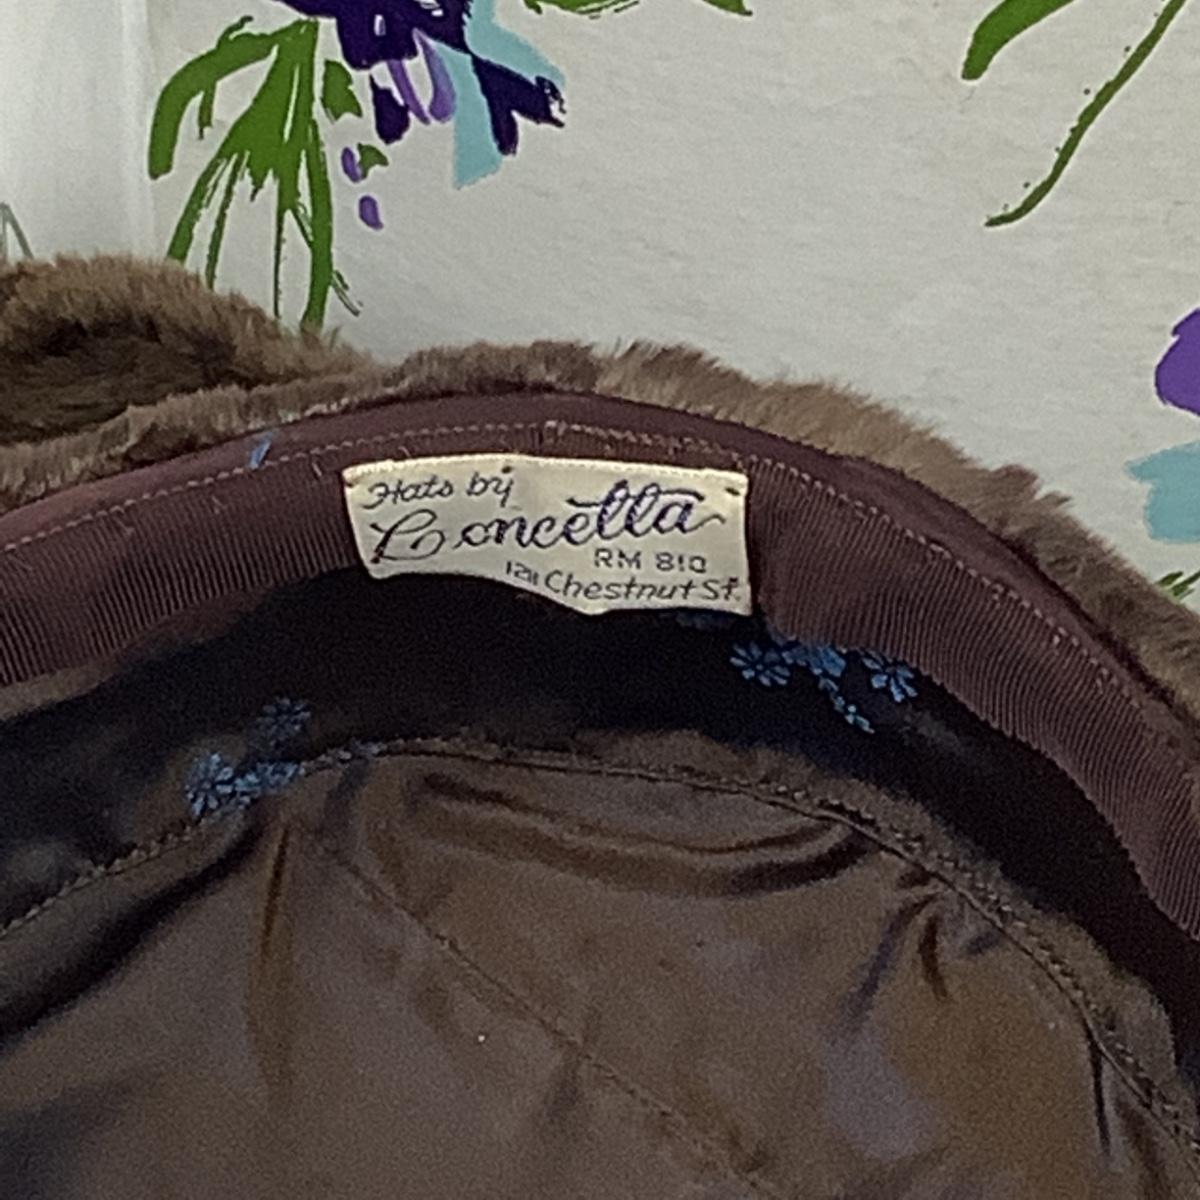 Hats by
Concetta
RM 810
1211 Chestnut St.